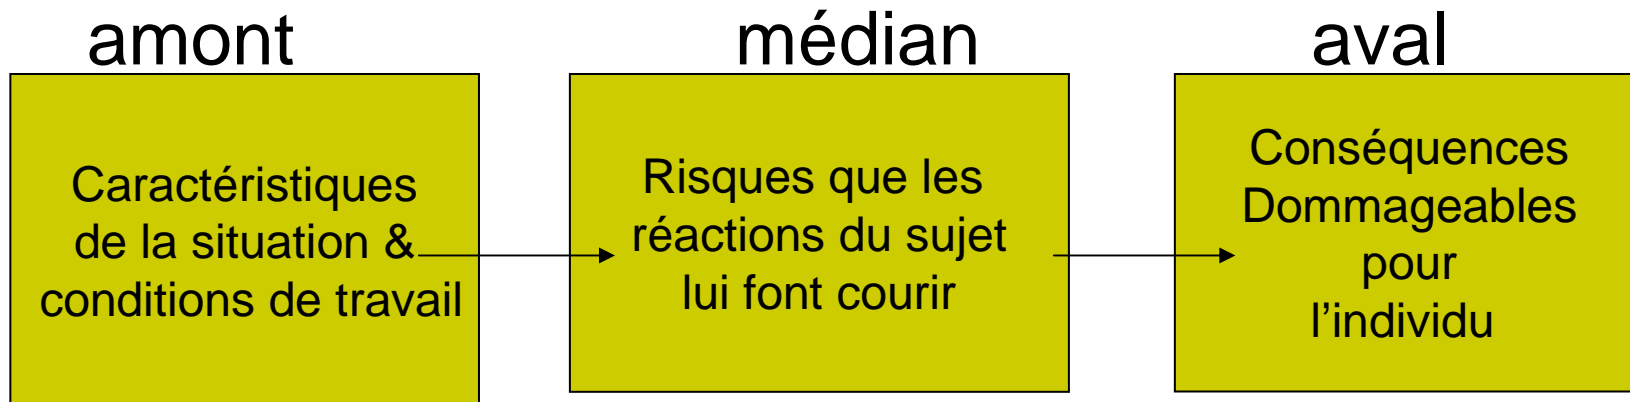 amont
médian
aval
Caractéristiques
de la situation &
conditions de travail
Risques que les
réactions du sujet
lui font courir
Conséquences
Dommageables
pour
l’individu